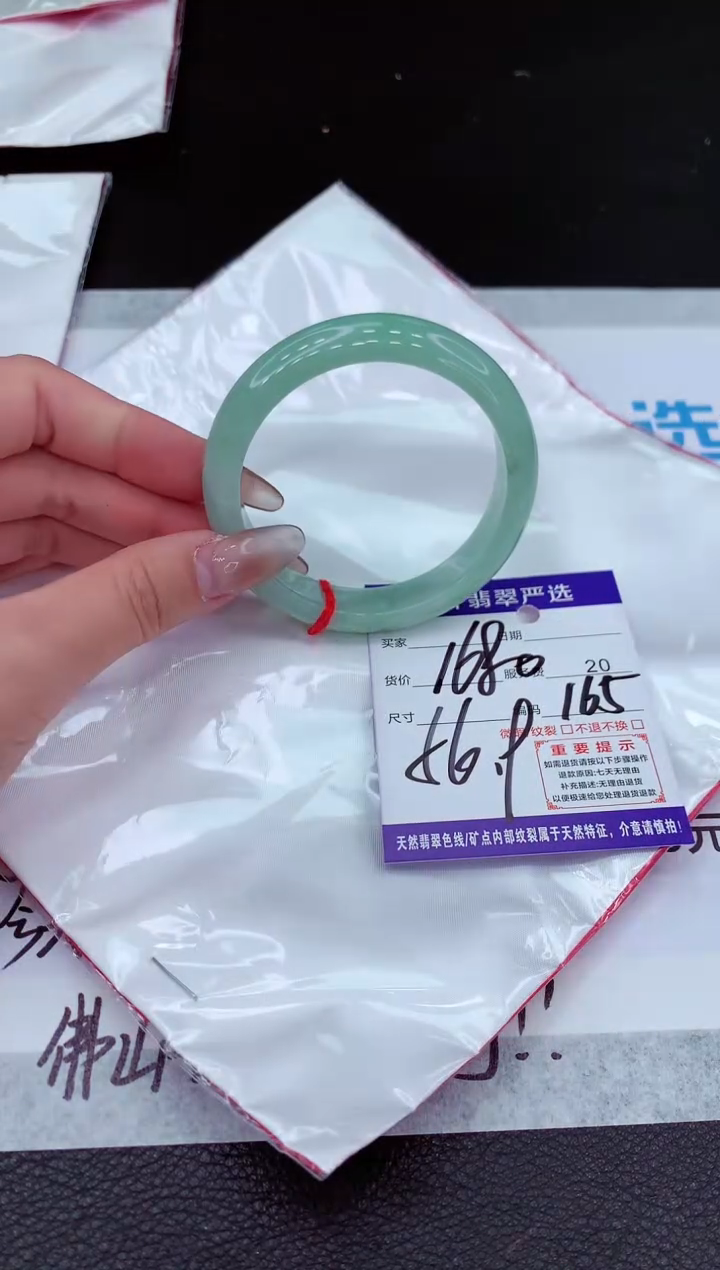 选
翡翠严选
买家
日期
1680
货价
20
尺寸
165
56.9
微瑕/纹裂 □不退不换 □
重要提示
如需退货请按以下步骤操作
退款原因:七天无理由
补充描述:无理由退货
以便极速给您处理退货退款
天然翡翠色线/矿点内部纹裂属于天然特征，介意请慎拍！
元
佛山
!!